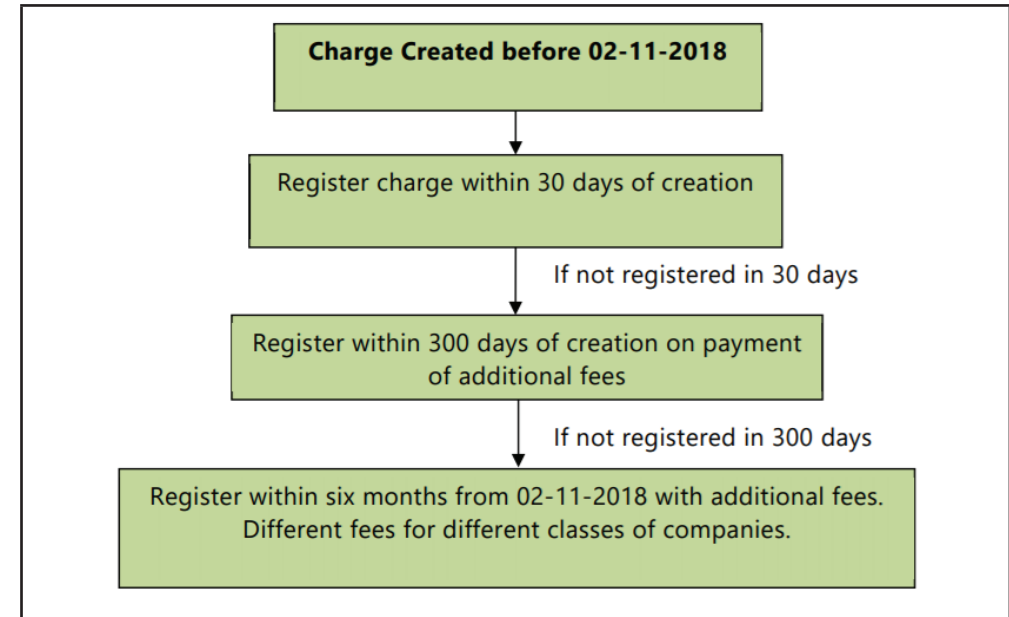 Charge Created before 02-11-2018
Register charge within 30 days of creation
If not registered in 30 days
Register within 300 days of creation on payment
of additional fees
If not registered in 300 days
Register within six months from 02-11-2018 with additional fees.
Different fees for different classes of companies.